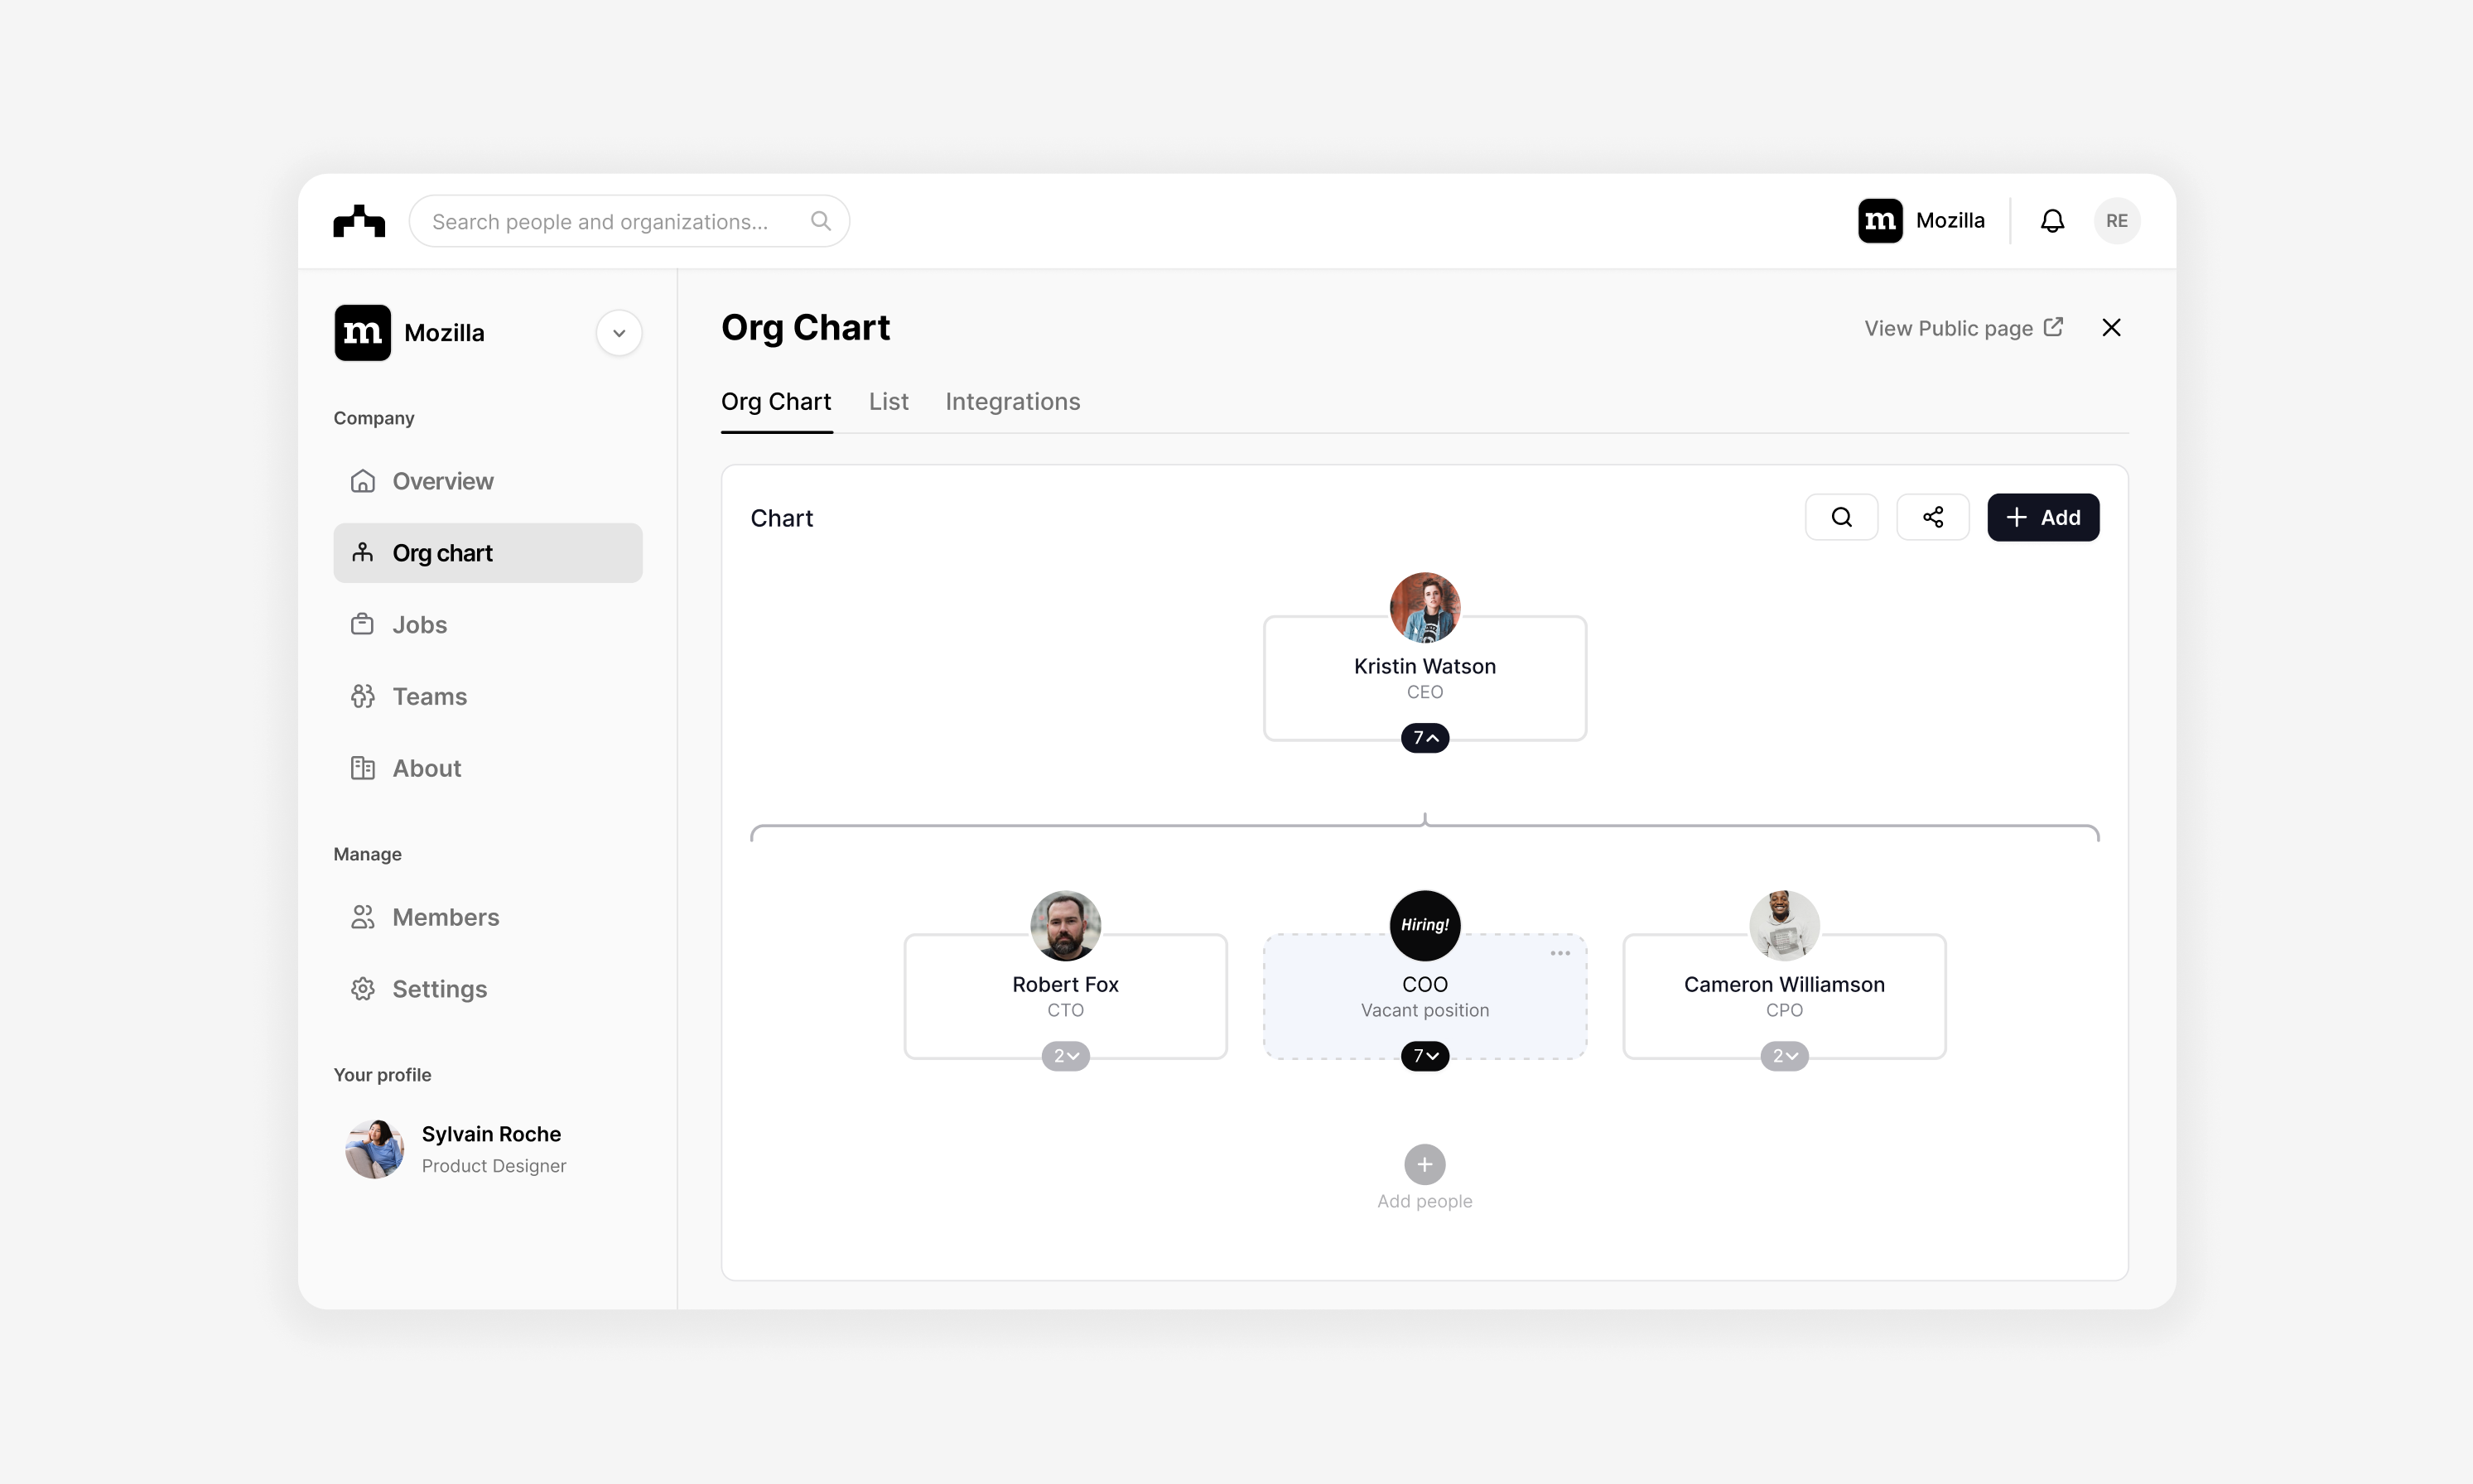 Search people and organizations...
m Mozilla
RE
m Mozilla
Company
Overview
Org chart
Jobs
Teams
About
Manage
Members
Settings
Your profile
Sylvain Roche
Product Designer
Org Chart
View Public page
Org Chart List Integrations
Chart
Add
Kristin Watson
CEO
7
Robert Fox
CTO
2
Hiring!
COO
Vacant position
7
Cameron Williamson
CPO
2
Add people